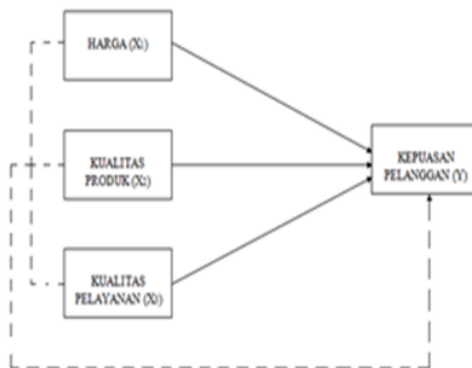 HARGA (X₁)
KUALITAS
PRODUK (X₂)
KEPUASAN
PELANGGAN (Y)
KUALITAS
PELAYANAN (X₃)